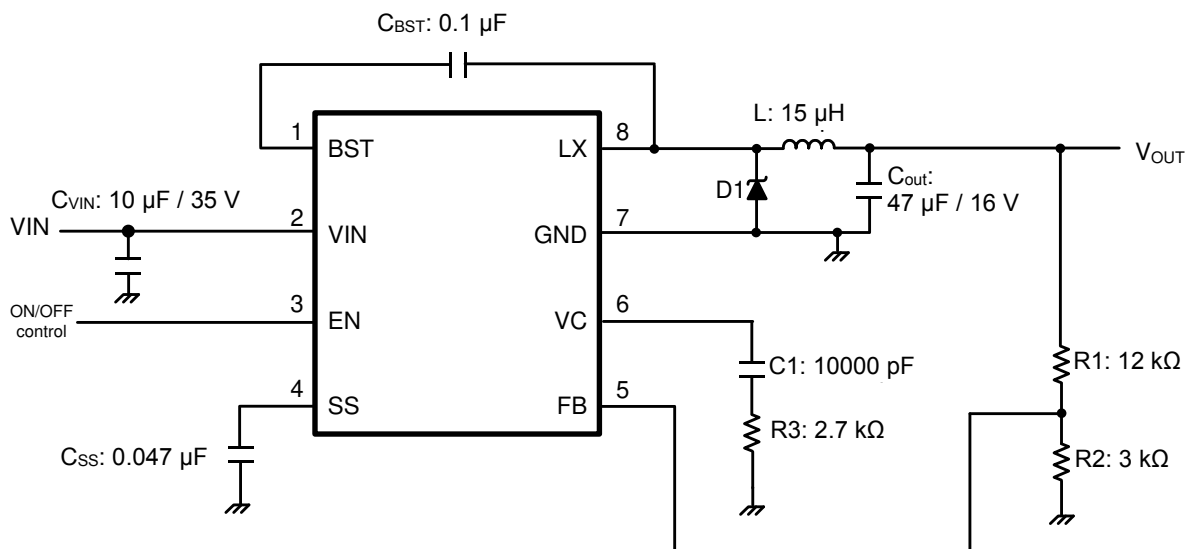 CBST: 0.1 µF
L: 15 µH
1
BST
LX
8
VOUT
D1
Cout:
47 µF / 16 V
CVIN: 10 µF / 35 V
VIN
2
VIN
GND
7
ON/OFF
control
3
EN
VC
6
C1: 10000 pF
R1: 12 kΩ
4
SS
FB
5
R3: 2.7 kΩ
CSS: 0.047 µF
R2: 3 kΩ